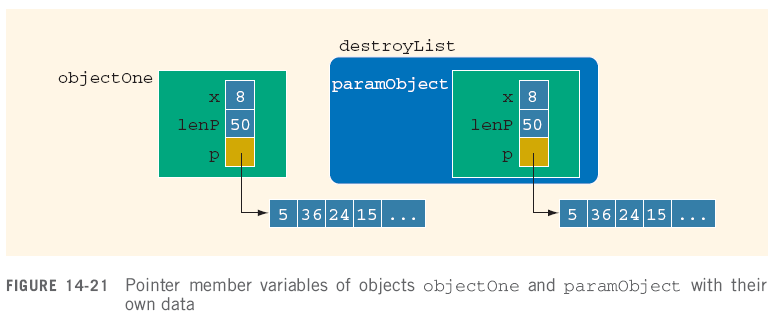 destroyList
objectOne
paramObject
x 8
lenP 50
p
5 36 24 15 ...
x 8
lenP 50
p
5 36 24 15 ...
FIGURE 14-21 Pointer member variables of objects objectOne and paramObject with their
own data